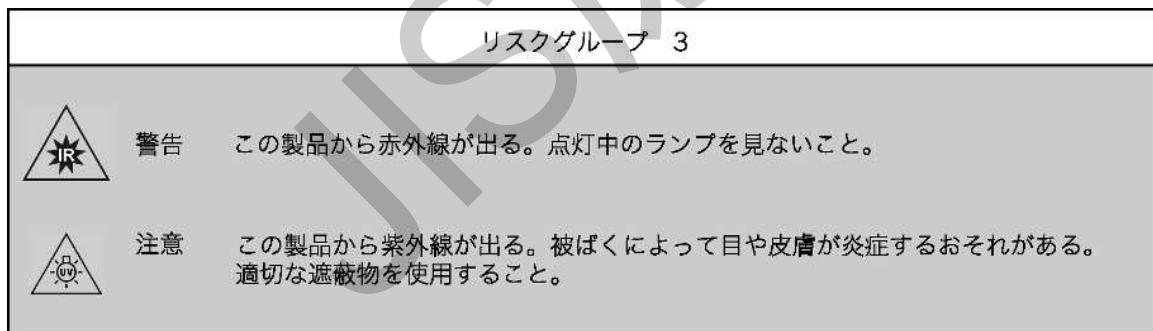 リスクグループ 3
IR 警告 この製品から赤外線が出る。点灯中のランプを見ないこと。
UV 注意 この製品から紫外線が出る。被ばくによって目や皮膚が炎症するおそれがある。
適切な遮蔽物を使用すること。